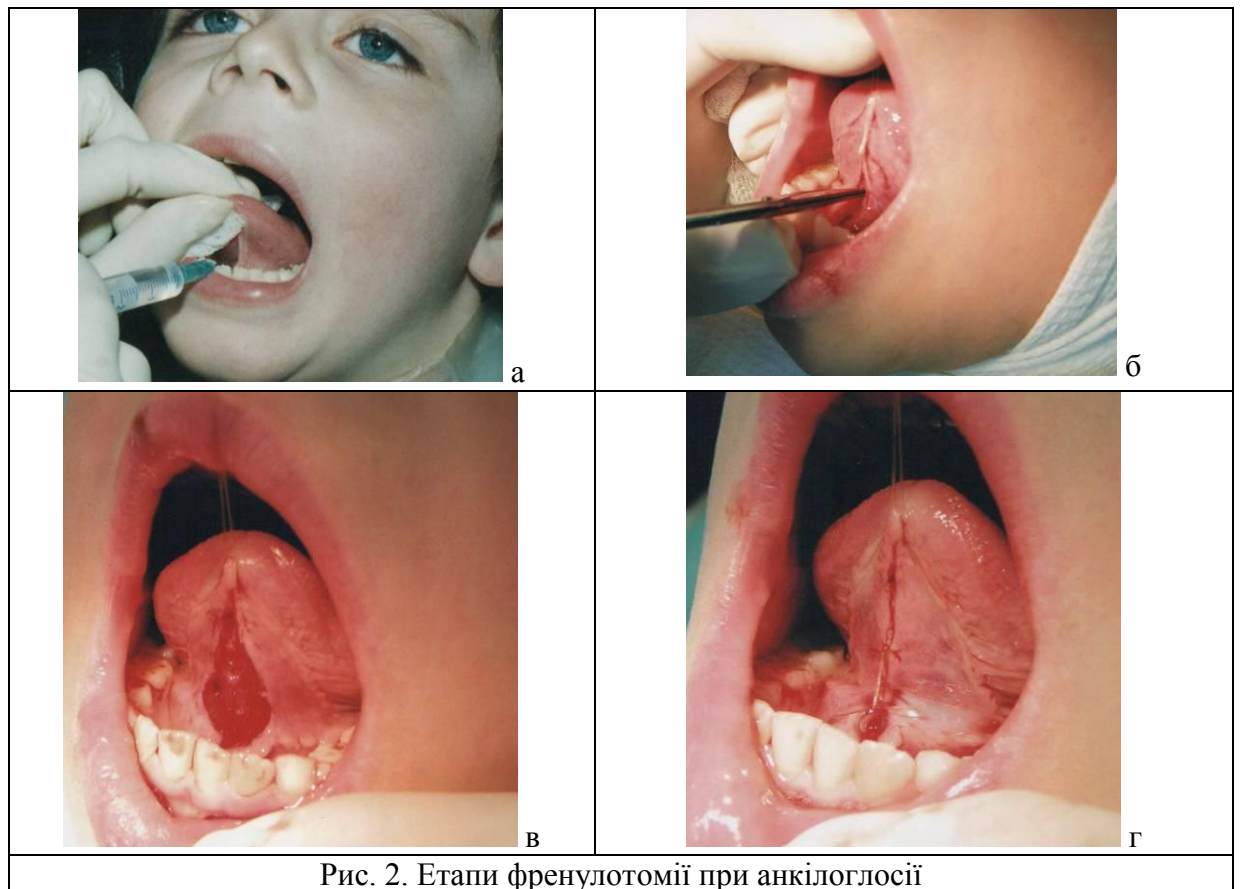 а
б
в
г
Рис. 2. Етапи френулотомії при анкілоглосії